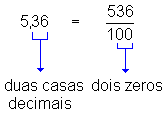 5,36 = 536/100
duas casas decimais
dois zeros